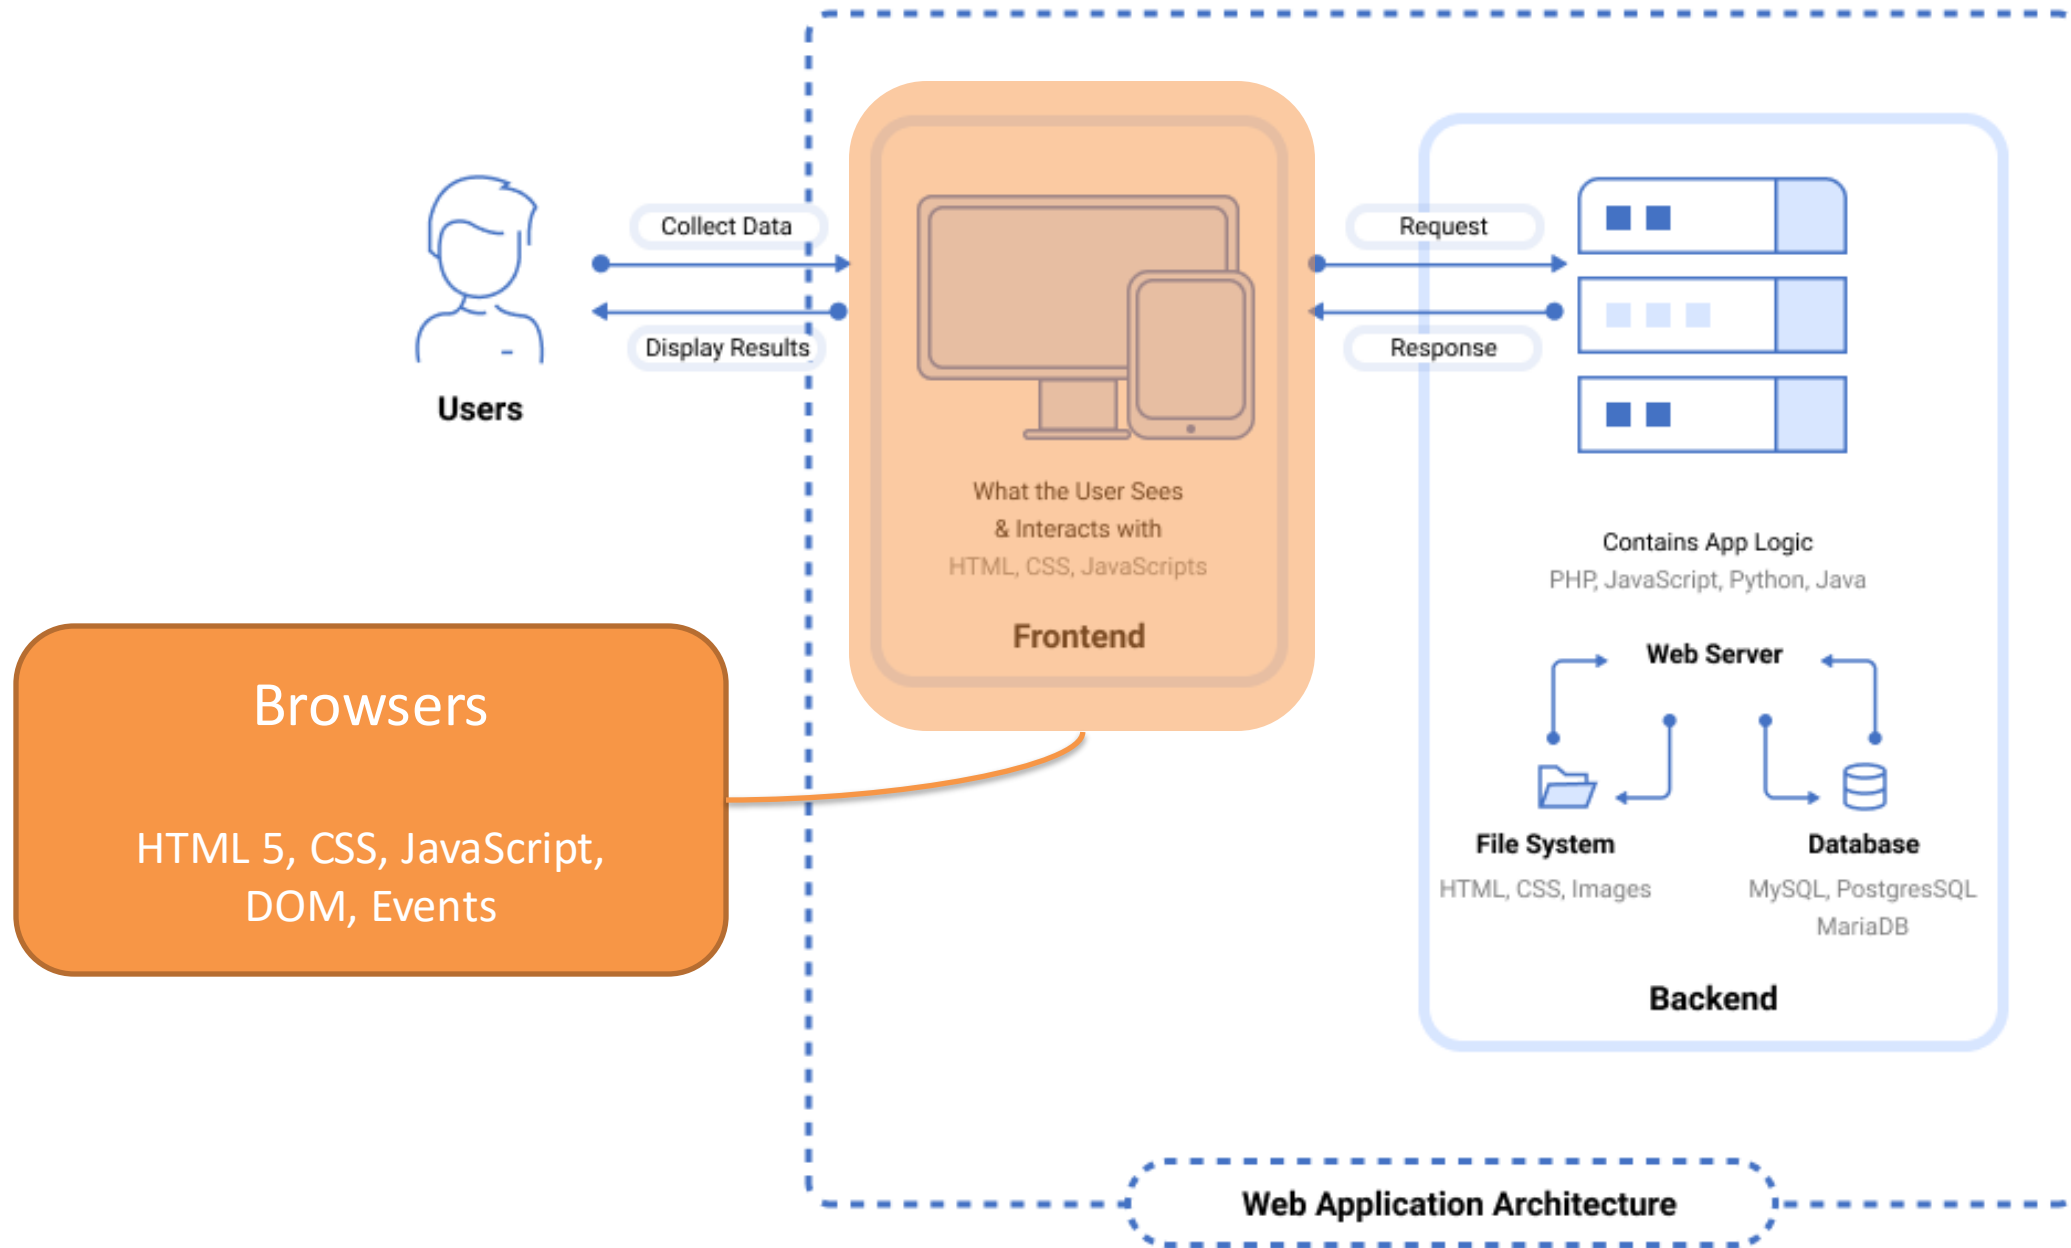 Collect Data
Display Results
Users
What the User Sees
& Interacts with
HTML, CSS, JavaScripts
Frontend
Request
Response
Contains App Logic
PHP, JavaScript, Python, Java
Web Server
File System
HTML, CSS, Images
Database
MySQL, PostgresSQL
MariaDB
Backend
Browsers
HTML 5, CSS, JavaScript,
DOM, Events
Web Application Architecture